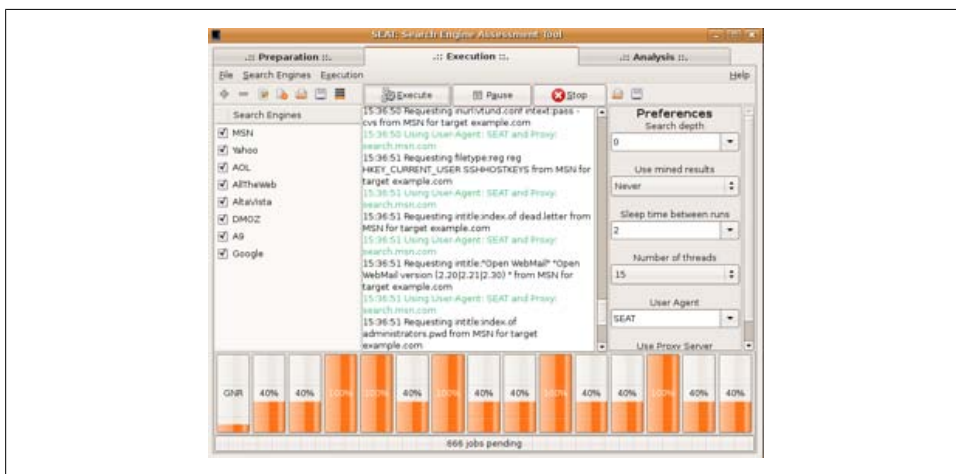 SEAT: Search Engine Assessment Tool
.:: Preparation ::.
.:: Execution ::.
.:: Analysis ::.
File Search Engines Execution
Help
Execute
Pause
Stop
Search Engines
MSN
Yahoo
AOL
AllTheWeb
AltaVista
DMOZ
A9
Google
15:36:50 Requesting inurl:vtund.conf intext:pass -
cvs from MSN for target example.com
15:36:50 Using User Agent: SEAT and Proxy:
search.msn.com
15:36:51 Requesting filetype:reg reg
HKEY_CURRENT_USER SSHHOSTKEYS from MSN for
target example.com
15:36:51 Using User Agent: SEAT and Proxy:
search.msn.com
15:36:51 Requesting intitle:index.of dead.letter from
MSN for target example.com
15:36:51 Using User Agent: SEAT and Proxy:
search.msn.com
15:36:51 Requesting intitle:"Open WebMail" "Open
WebMail version (2.20|2.21|2.30) " from MSN for
target example.com
15:36:51 Using User Agent: SEAT and Proxy:
search.msn.com
15:36:51 Requesting intitle:index.of
administrators.pwd from MSN for target
example.com
Preferences
Search depth
0
Use mined results
Never
Sleep time between runs
2
Number of threads
15
User Agent
SEAT
Use Proxy Server
GNR 40% 40% 100% 100% 40% 100% 40% 40% 100% 40% 40% 100% 40% 40%
666 jobs pending